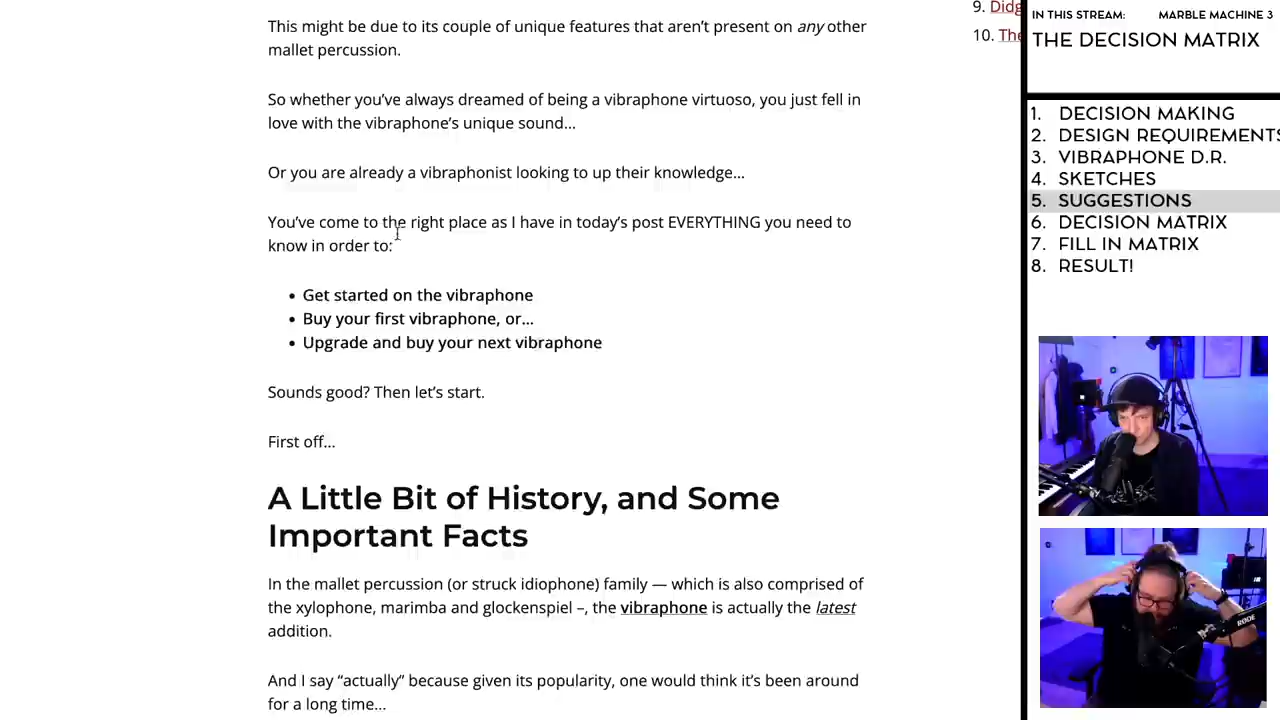 This might be due to its couple of unique features that aren't present on any other
mallet percussion.
So whether you've always dreamed of being a vibraphone virtuoso, you just fell in
love with the vibraphone's unique sound...
Or you are already a vibraphonist looking to up their knowledge...
You've come to the right place as I have in today's post EVERYTHING you need to
know in order to:
• Get started on the vibraphone
• Buy your first vibraphone, or...
• Upgrade and buy your next vibraphone
Sounds good? Then let's start.
First off...
A Little Bit of History, and Some
Important Facts
In the mallet percussion (or struck idiophone) family — which is also comprised of
the xylophone, marimba and glockenspiel –, the vibraphone is actually the latest
addition.
And I say “actually” because given its popularity, one would think it's been around
for a long time...
9. Didg
10. The
IN THIS STREAM: MARBLE MACHINE 3
THE DECISION MATRIX
1. DECISION MAKING
2. DESIGN REQUIREMENTS
3. VIBRAPHONE D.R.
4. SKETCHES
5. SUGGESTIONS
6. DECISION MATRIX
7. FILL IN MATRIX
8. RESULT!
RODE